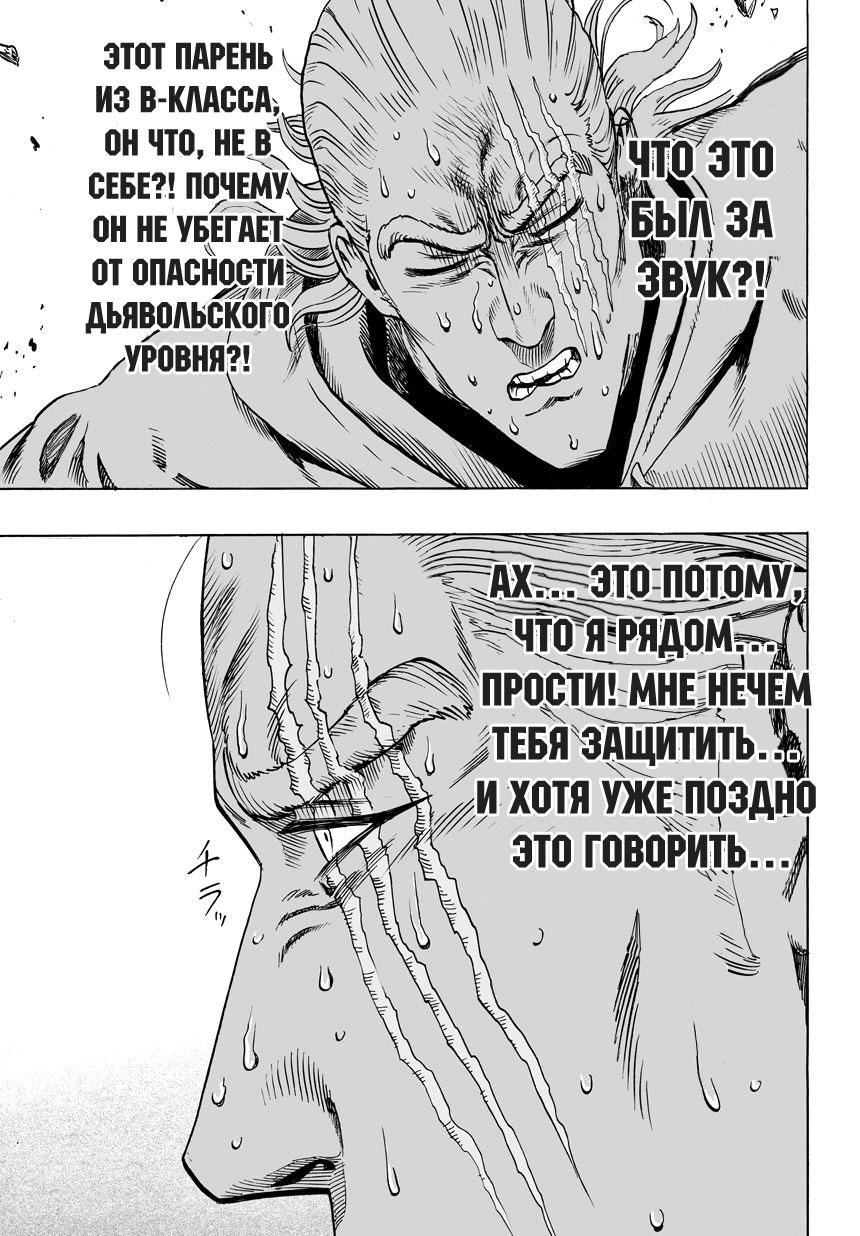 ЧТО ЭТО
БЫЛ ЗА
ЗВУК?!
ЭТОТ ПАРЕНЬ
ИЗ В-КЛАССА,
ОН ЧТО, НЕ В
СЕБЕ?! ПОЧЕМУ
ОН НЕ УБЕГАЕТ
ОТ ОПАСНОСТИ
ДЬЯВОЛЬСКОГО
УРОВНЯ?!
АХ... ЭТО ПОТОМУ,
ЧТО Я РЯДОМ...
ПРОСТИ! МНЕ НЕЧЕМ
ТЕБЯ ЗАЩИТИТЬ...
И ХОТЯ УЖЕ ПОЗДНО
ЭТО ГОВОРИТЬ...
チラッ